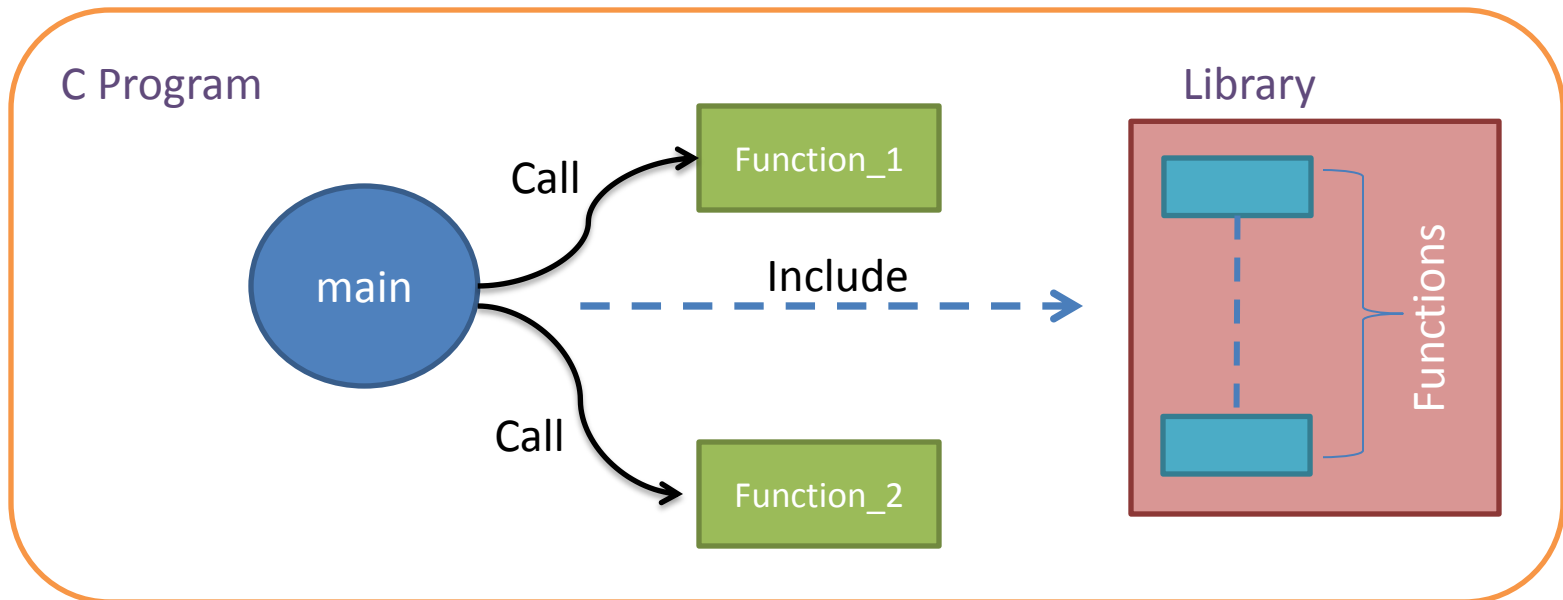 C Program
Library
Call
Function_1
main
Include
Functions
Call
Function_2